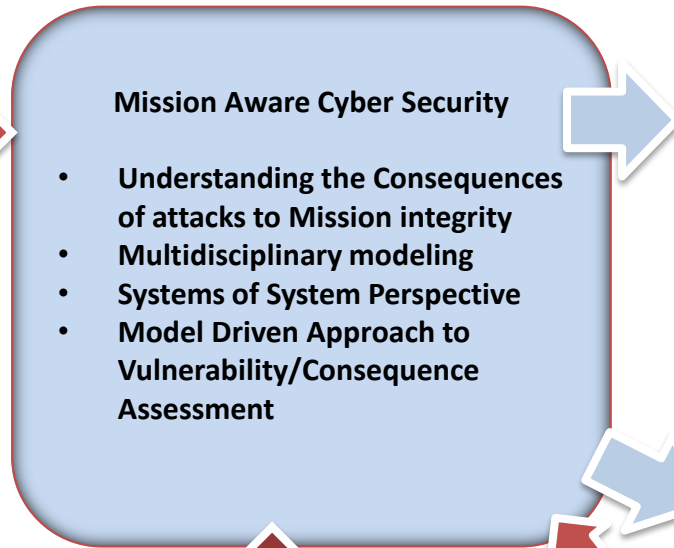 Mission Aware Cyber Security
• Understanding the Consequences
of attacks to Mission integrity
• Multidisciplinary modeling
• Systems of System Perspective
• Model Driven Approach to
Vulnerability/Consequence
Assessment